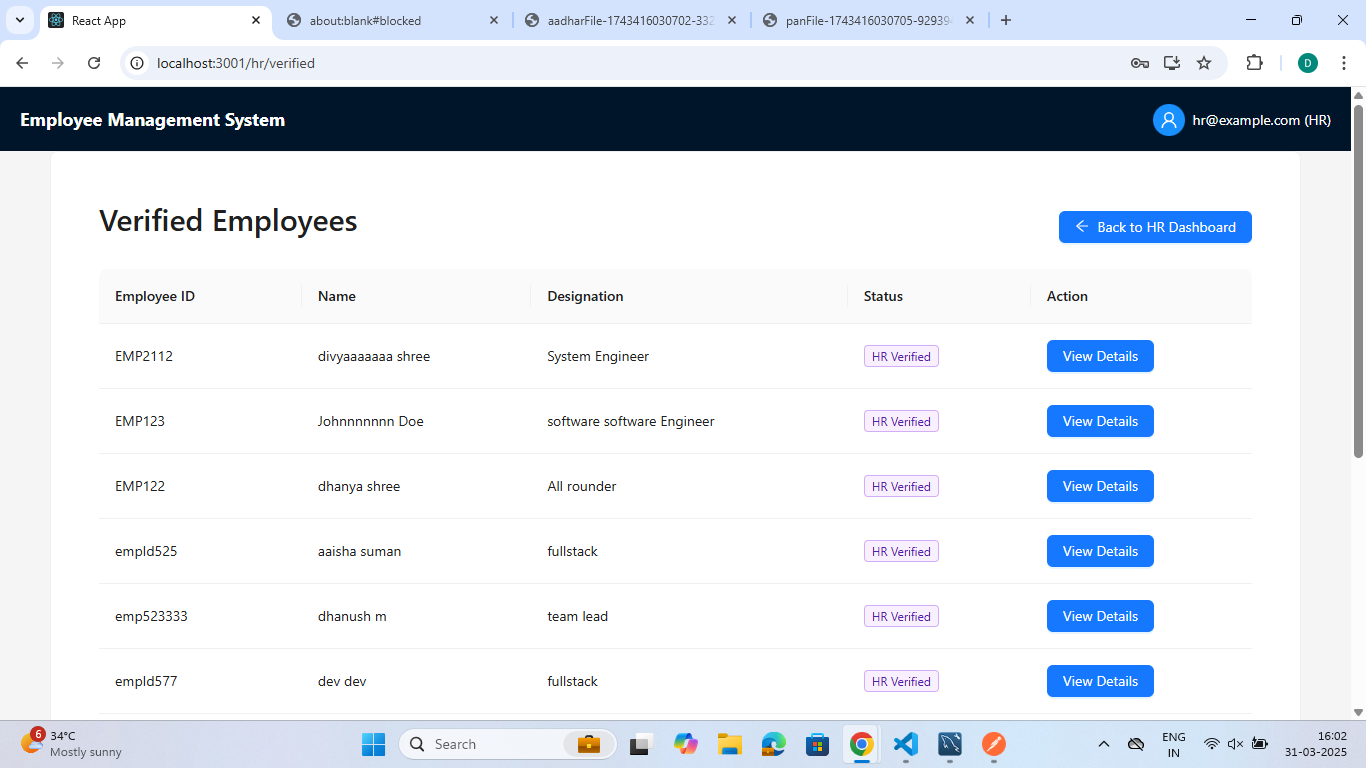 React App
about:blank#blocked
aadharFile-1743416030702-332
panFile-1743416030705-92939
localhost:3001/hr/verified
D
Employee Management System
hr@example.com (HR)
Verified Employees
Back to HR Dashboard
Employee ID Name Designation Status Action
EMP2112 divyaaaaaaa shree System Engineer HR Verified View Details
EMP123 Johnnnnnnn Doe software software Engineer HR Verified View Details
EMP122 dhanya shree All rounder HR Verified View Details
empId525 aaisha suman fullstack HR Verified View Details
emp523333 dhanush m team lead HR Verified View Details
empId577 dev dev fullstack HR Verified View Details
6
34°C
Mostly sunny
Search
ENG
IN
16:02
31-03-2025